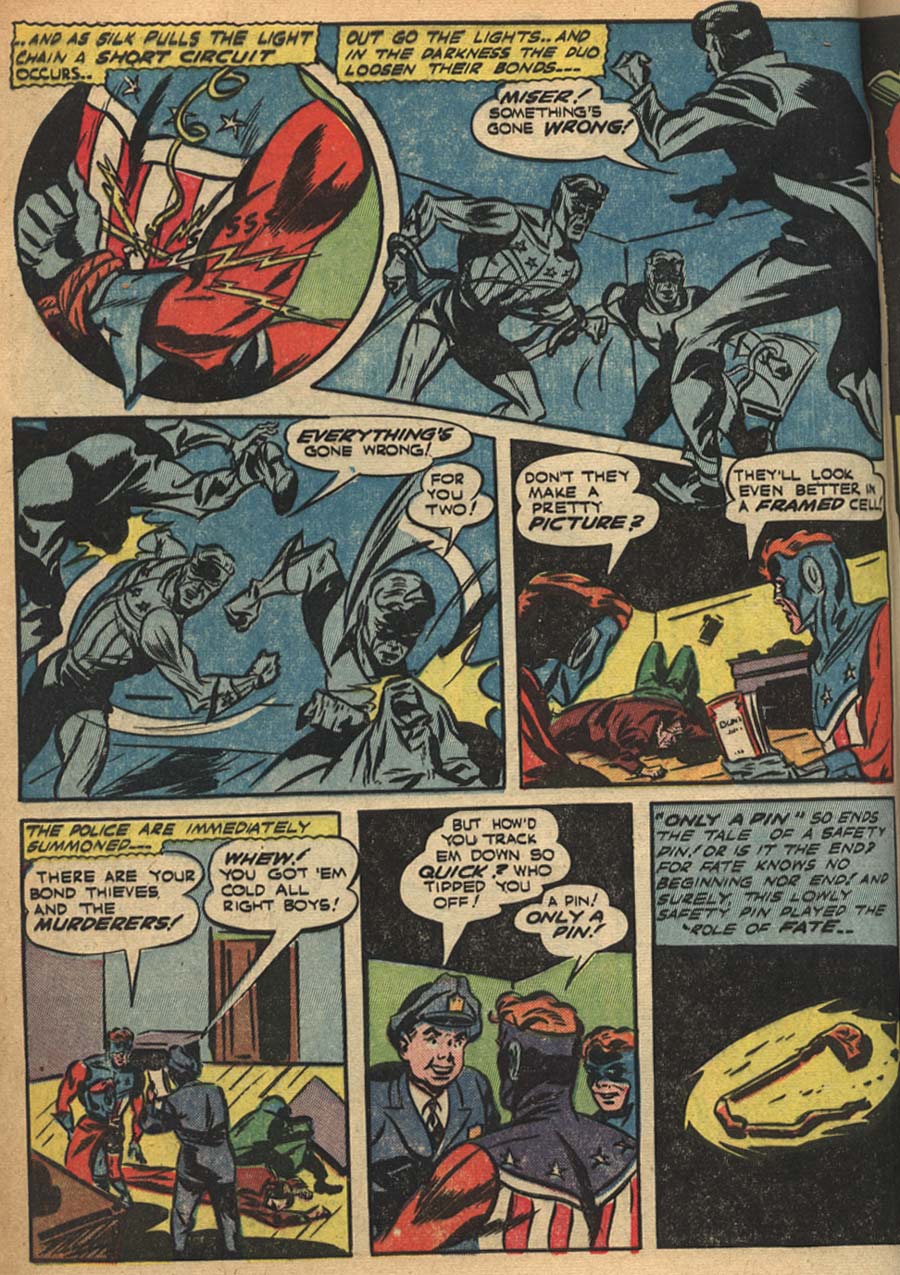 ..AND AS SILK PULLS THE LIGHT
CHAIN A SHORT CIRCUIT
OCCURS..
OUT GO THE LIGHTS..AND
IN THE DARKNESS THE DUO
LOOSEN THEIR BONDS---
MISER!
SOMETHING'S
GONE WRONG!
SSSS
EVERYTHING'S
GONE WRONG!
FOR
YOU
TWO!
DON'T THEY
MAKE A
PRETTY
PICTURE?
THEY'LL LOOK
EVEN BETTER IN
A FRAMED CELL!
THE POLICE ARE IMMEDIATELY
SUMMONED---
THERE ARE YOUR
BOND THIEVES
AND THE
MURDERERS!
WHEW!
YOU GOT 'EM
COLD ALL
RIGHT BOYS!
BUT HOW'D
YOU TRACK
EM DOWN SO
QUICK? WHO
TIPPED YOU
OFF!
A PIN!
ONLY A
PIN!
"ONLY A PIN" SO ENDS
THE TALE OF A SAFETY
PIN! OR IS IT THE END?
FOR FATE KNOWS NO
BEGINNING NOR END! AND
SURELY, THIS LOWLY
SAFETY PIN PLAYED THE
ROLE OF FATE..